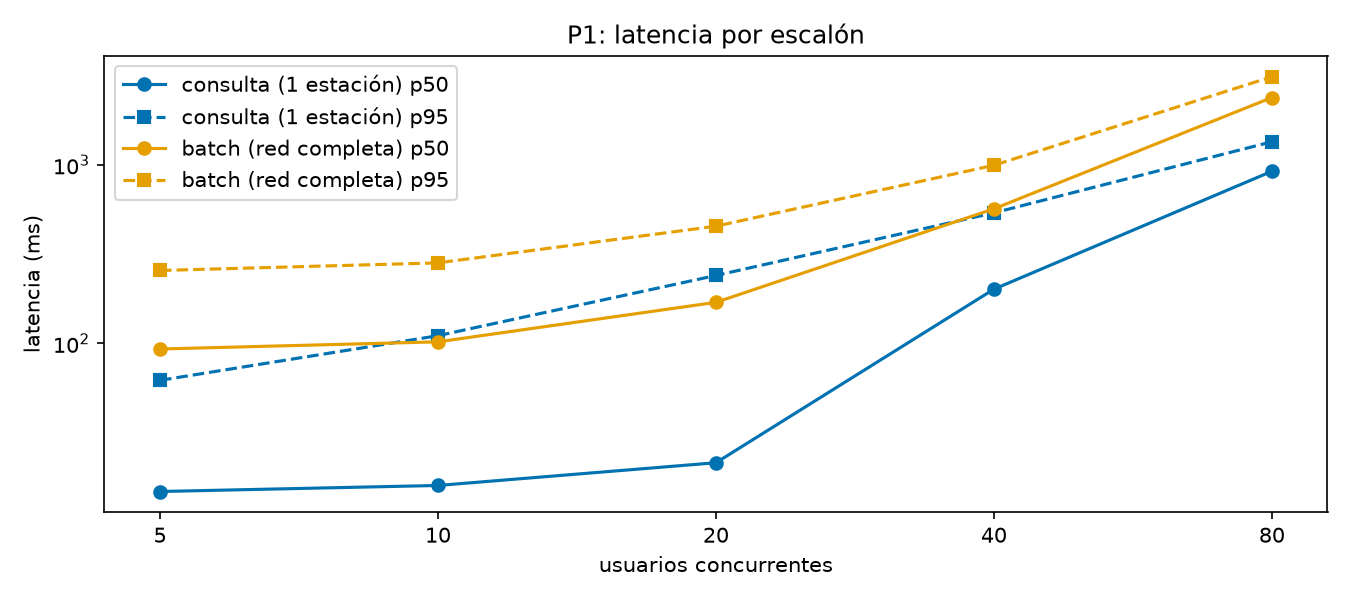 P1: latencia por escalón
consulta (1 estación) p50
consulta (1 estación) p95
batch (red completa) p50
batch (red completa) p95
latencia (ms)
10³
10²
5 10 20 40 80
usuarios concurrentes